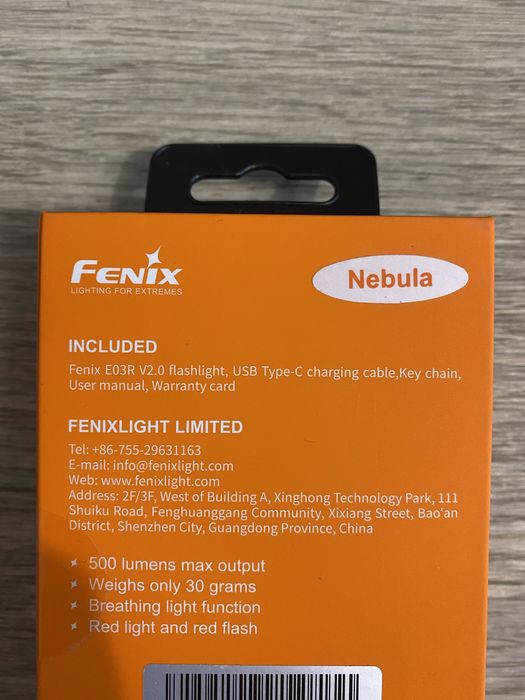 FENIX
LIGHTING FOR EXTREMES
Nebula
INCLUDED
Fenix E03R V2.0 flashlight, USB Type-C charging cable,Key chain,
User manual, Warranty card
FENIXLIGHT LIMITED
Tel: +86-755-29631163
E-mail: info@fenixlight.com
Web: www.fenixlight.com
Address: 2F/3F, West of Building A, Xinghong Technology Park, 111
Shuiku Road, Fenghuanggang Community, Xixiang Street, Bao'an
District, Shenzhen City, Guangdong Province, China
500 lumens max output
Weighs only 30 grams
Breathing light function
Red light and red flash